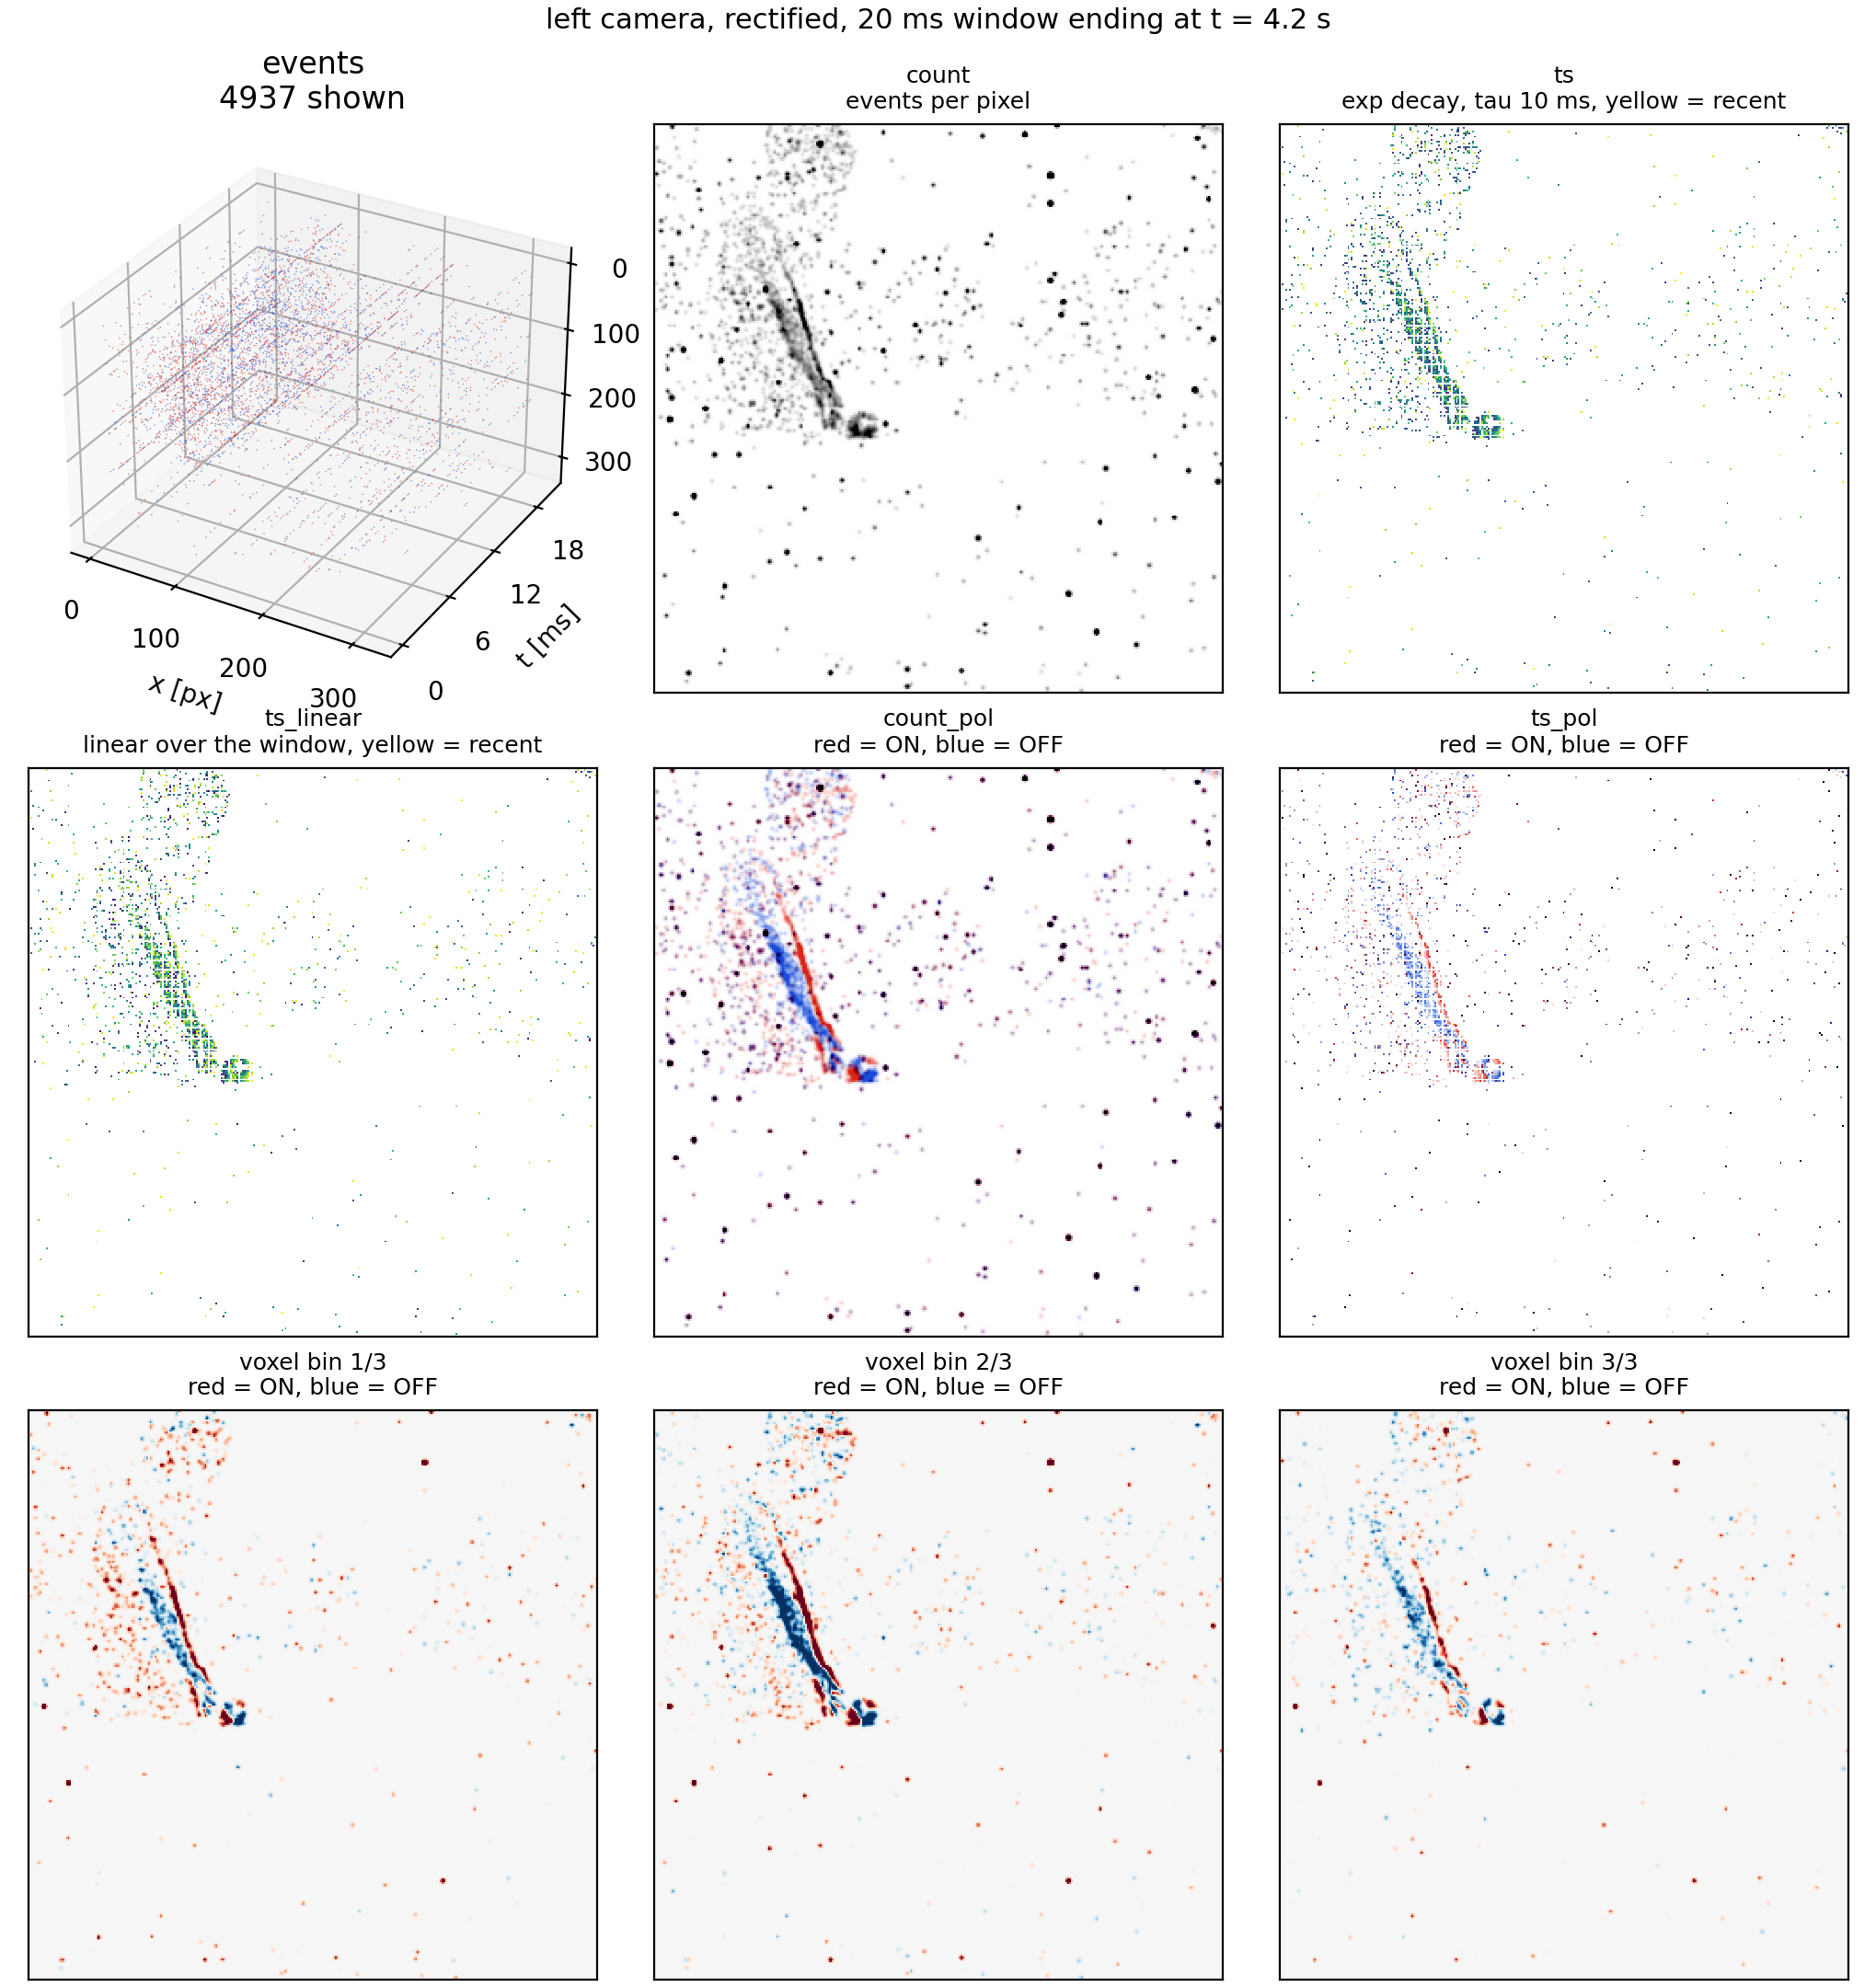 left camera, rectified, 20 ms window ending at t = 4.2 s
events
4937 shown
0
100
200
300
18
12
6
0
t [ms]
0
100
200
300
x [px]
count
events per pixel
ts
exp decay, tau 10 ms, yellow = recent
ts_linear
linear over the window, yellow = recent
count_pol
red = ON, blue = OFF
ts_pol
red = ON, blue = OFF
voxel bin 1/3
red = ON, blue = OFF
voxel bin 2/3
red = ON, blue = OFF
voxel bin 3/3
red = ON, blue = OFF